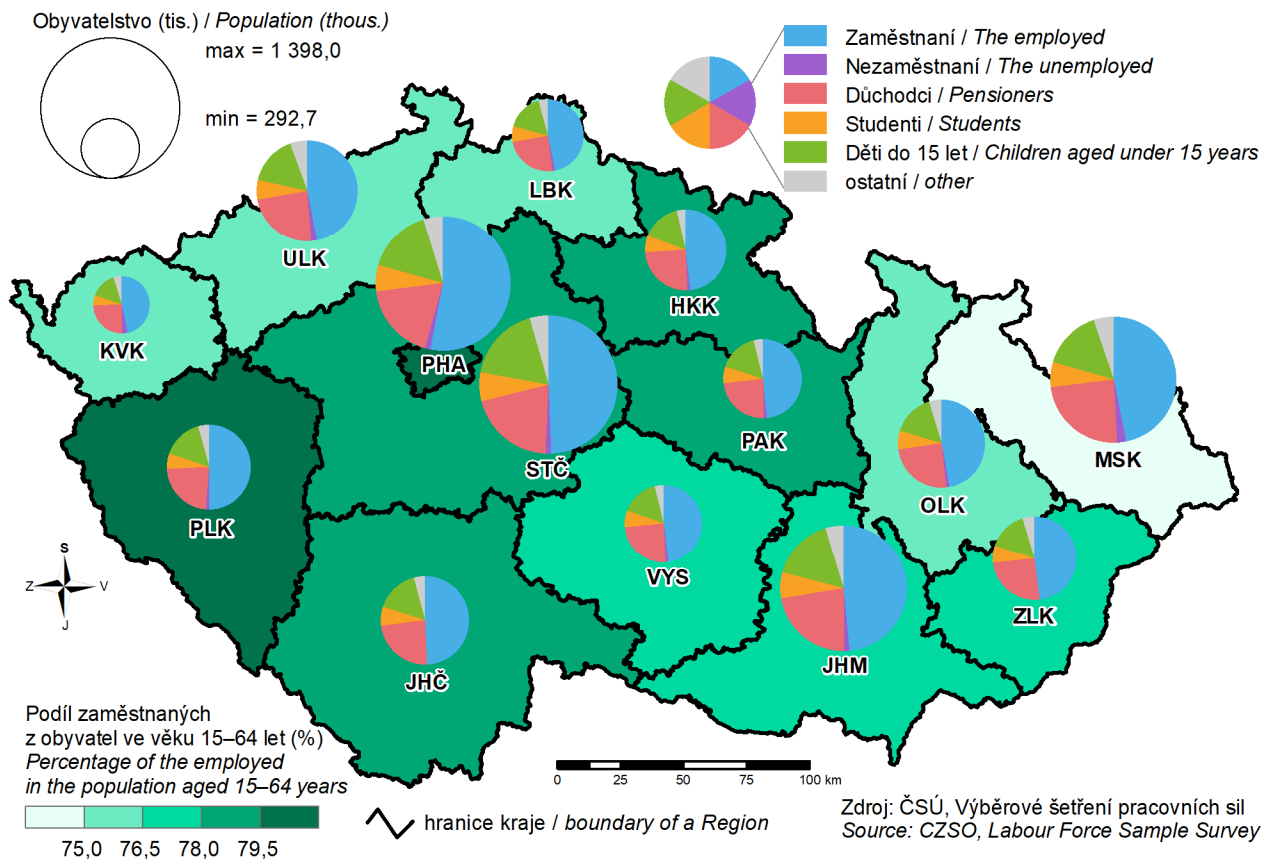 Obyvatelstvo (tis.) / Population (thous.)
max = 1 398,0
min = 292,7
Zaměstnaní / The employed
Nezaměstnaní / The unemployed
Důchodci / Pensioners
Studenti / Students
Děti do 15 let / Children aged under 15 years
ostatní / other
LBK
ULK
HKK
KVK
PHA
PAK
MSK
STČ
OLK
PLK
VYS
ZLK
JHM
JHČ
S
Z V
J
Podíl zaměstnaných
z obyvatel ve věku 15–64 let (%)
Percentage of the employed
in the population aged 15–64 years
75,0 76,5 78,0 79,5
hranice kraje / boundary of a Region
0 25 50 75 100 km
Zdroj: ČSÚ, Výběrové šetření pracovních sil
Source: CZSO, Labour Force Sample Survey